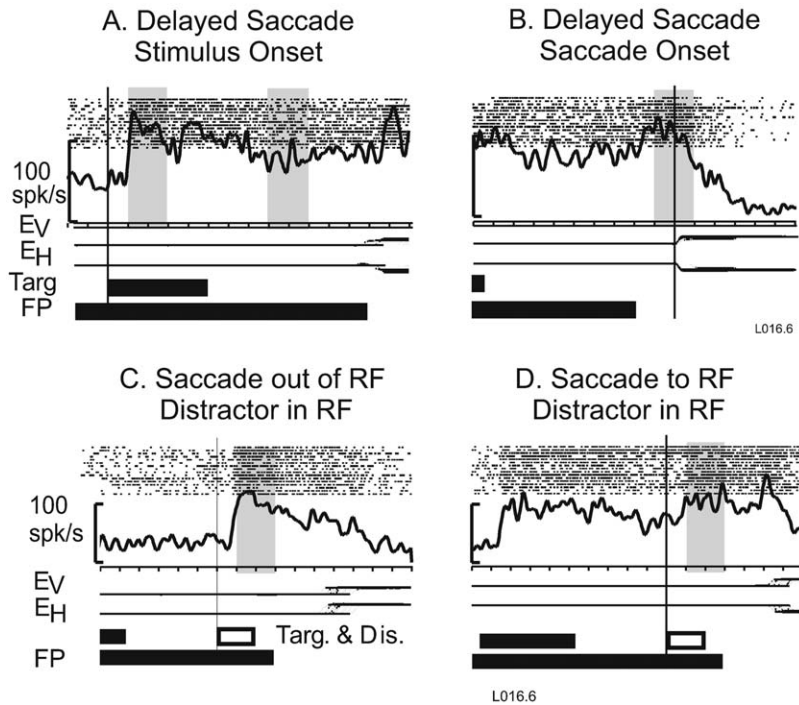 A. Delayed Saccade
Stimulus Onset
B. Delayed Saccade
Saccade Onset
100
spk/s
EV
EH
Targ
FP
L016.6
C. Saccade out of RF
Distractor in RF
D. Saccade to RF
Distractor in RF
100
spk/s
EV
EH
Targ. & Dis.
FP
L016.6